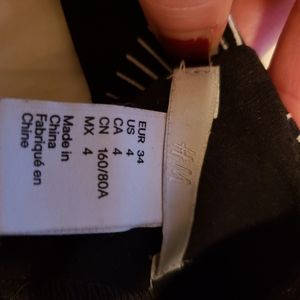 H&M
EUR 34
US 4
CA 4
CN 160/80A
MX 4
Made in
China
Fabriqué en
Chine